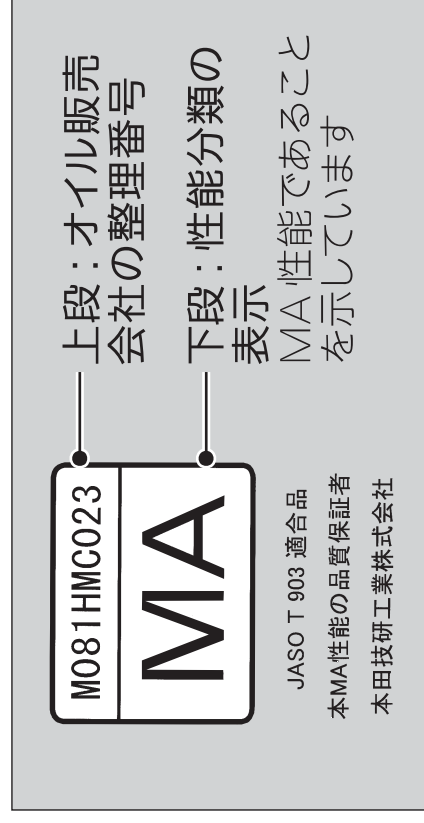 M081HMC023
MA
JASO T 903 適合品
本MA性能の品質保証者
本田技研工業株式会社
上段：オイル販売
会社の整理番号
下段：性能分類の
表示
MA 性能であること
を示しています